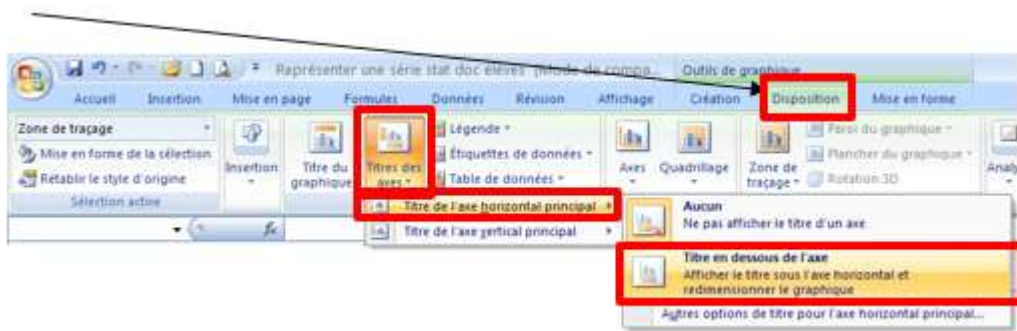 Représenter une série stat doc élèves [Mode de compa... Outils de graphique
Accueil Insertion Mise en page Formules Données Révision Affichage Création Disposition Mise en forme
Zone de traçage
Mise en forme de la sélection
Rétablir le style d'origine
Sélection active
Insertion
Titre du graphique
Titres des axes
Légende
Étiquettes de données
Table de données
Axes
Quadrillage
Zone de traçage
Paroi du graphique
Plancher du graphique
Rotation 3D
Analy
fx
Titre de l'axe horizontal principal
Titre de l'axe vertical principal
Aucun
Ne pas afficher le titre d'un axe
Titre en dessous de l'axe
Afficher le titre sous l'axe horizontal et
redimensionner le graphique
Autres options de titre pour l'axe horizontal principal...